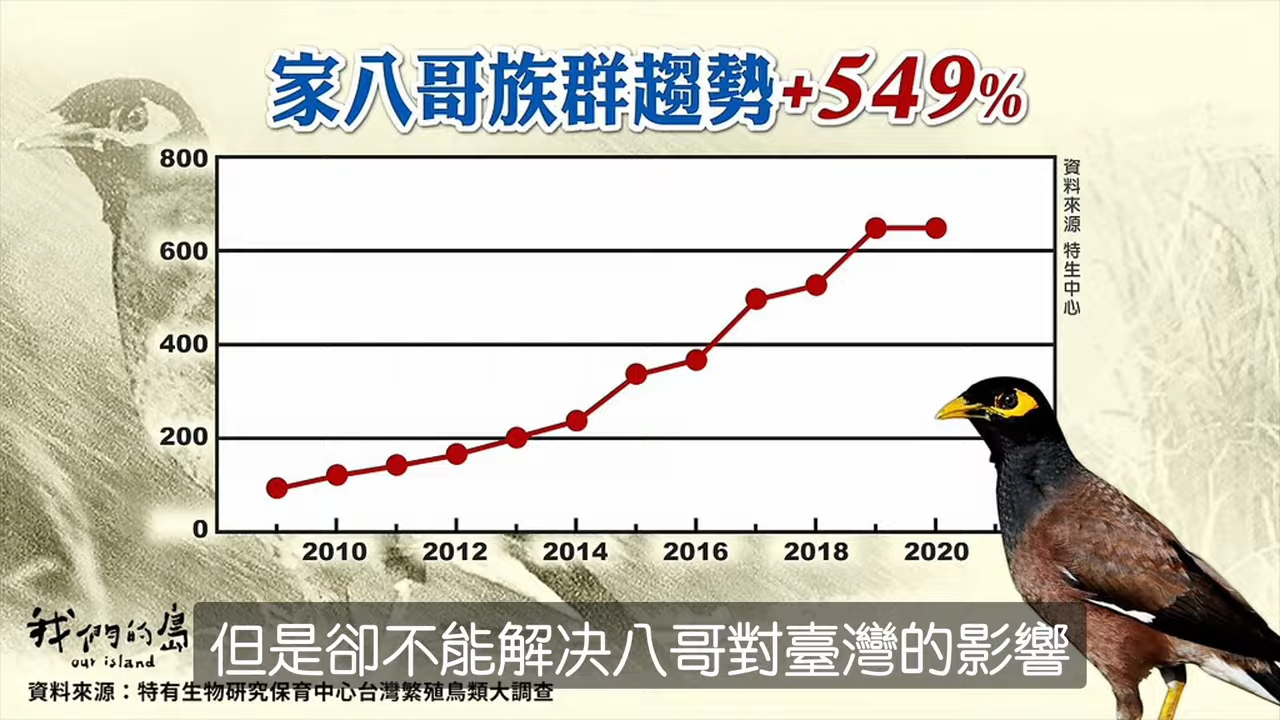 家八哥族群趨勢+549%
800
600
400
200
0
2010 2012 2014 2016 2018 2020
資料來源 特生中心
我們的島
our island
但是卻不能解決八哥對臺灣的影響
資料來源：特有生物研究保育中心台灣繁殖鳥類大調查